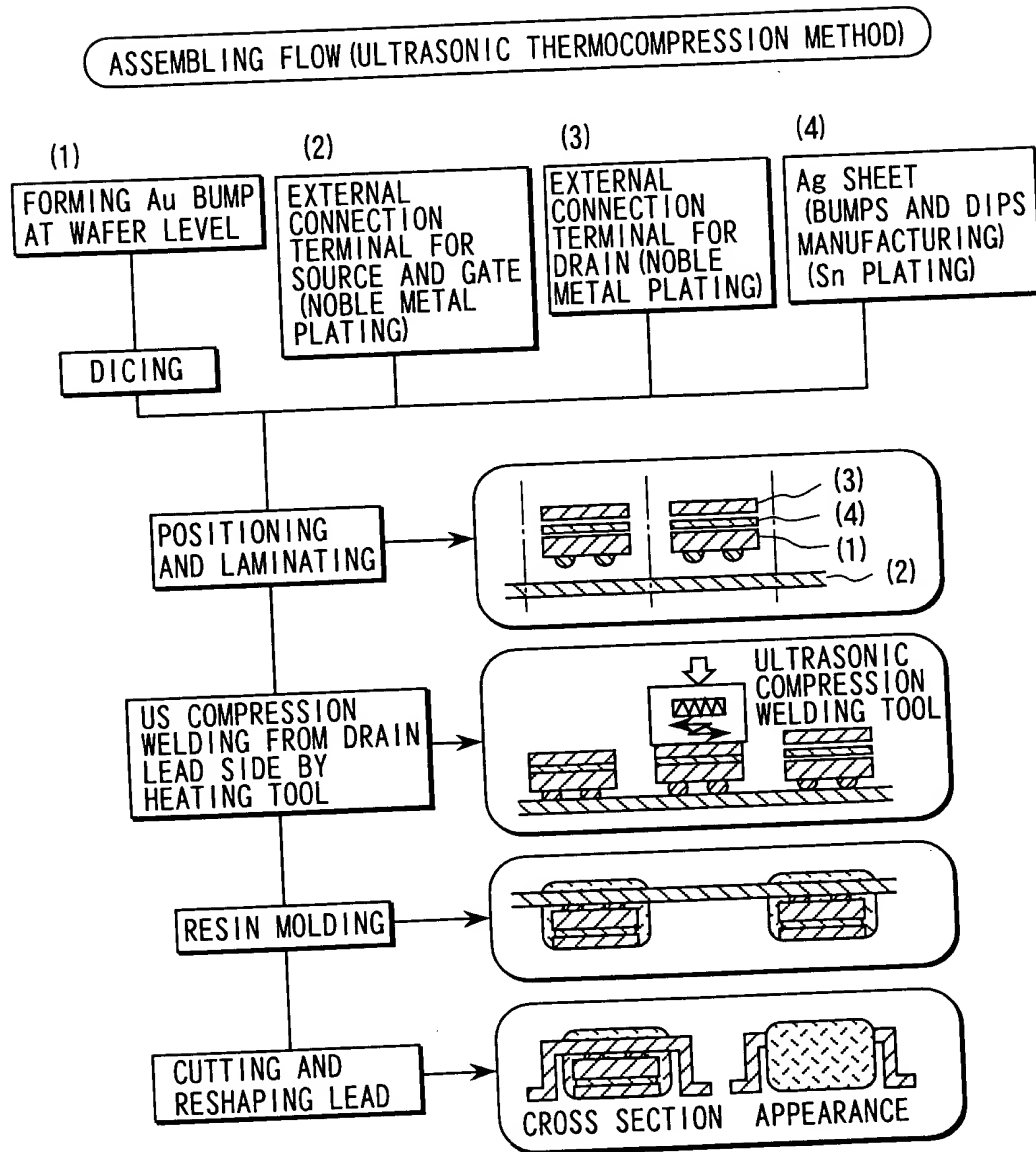 ASSEMBLING FLOW (ULTRASONIC THERMOCOMPRESSION METHOD)
(1)
FORMING Au BUMP
AT WAFER LEVEL
(2)
EXTERNAL
CONNECTION
TERMINAL FOR
SOURCE AND GATE
(NOBLE METAL
PLATING)
(3)
EXTERNAL
CONNECTION
TERMINAL FOR
DRAIN (NOBLE
METAL PLATING)
(4)
Ag SHEET
(BUMPS AND DIPS
MANUFACTURING)
(Sn PLATING)
DICING
POSITIONING
AND LAMINATING
(3)
(4)
(1)
(2)
US COMPRESSION
WELDING FROM DRAIN
LEAD SIDE BY
HEATING TOOL
ULTRASONIC
COMPRESSION
WELDING TOOL
RESIN MOLDING
CUTTING AND
RESHAPING LEAD
CROSS SECTION
APPEARANCE